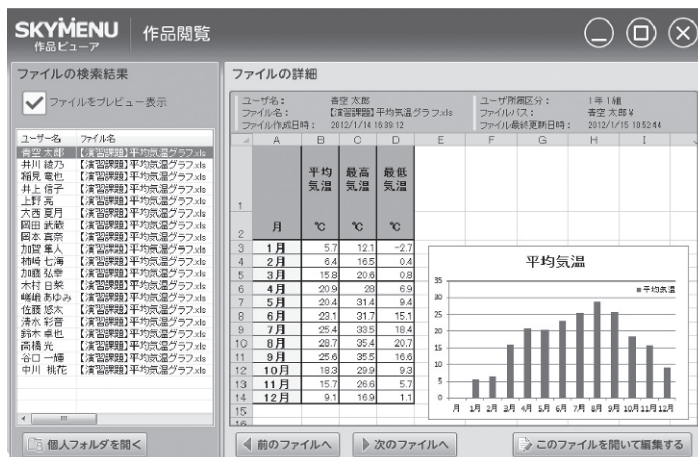 SKYMENU
作品ビューア
作品閲覧
ファイルの検索結果
ファイルをプレビュー表示
ユーザー名 ファイル名
青空 太郎 【演習課題】平均気温グラフ.xls
井川 綾乃 【演習課題】平均気温グラフ.xls
稲見 竜也 【演習課題】平均気温グラフ.xls
井上 信子 【演習課題】平均気温グラフ.xls
上野 亮 【演習課題】平均気温グラフ.xls
大西 夏月 【演習課題】平均気温グラフ.xls
岡田 武蔵 【演習課題】平均気温グラフ.xls
岡本 真奈 【演習課題】平均気温グラフ.xls
加賀 隼人 【演習課題】平均気温グラフ.xls
柿崎 七海 【演習課題】平均気温グラフ.xls
加藤 弘幸 【演習課題】平均気温グラフ.xls
木村 日菜 【演習課題】平均気温グラフ.xls
嵯峨 あゆみ 【演習課題】平均気温グラフ.xls
佐藤 悠太 【演習課題】平均気温グラフ.xls
清水 彩音 【演習課題】平均気温グラフ.xls
鈴木 卓也 【演習課題】平均気温グラフ.xls
高橋 光 【演習課題】平均気温グラフ.xls
谷口 一輝 【演習課題】平均気温グラフ.xls
中川 桃花 【演習課題】平均気温グラフ.xls
個人フォルダを開く
ファイルの詳細
ユーザ名: 青空 太郎 ユーザ所属区分: 1年1組
ファイル名: 【演習課題】平均気温グラフ.xls ファイルパス: 青空 太郎¥
ファイル作成日時: 2012/1/14 16:39:12 ファイル最終更新日時: 2012/1/15 10:52:44
A B C D E F G H I
1 平均気温 最高気温 最低気温
2 月 ℃ ℃ ℃
3 1月 5.7 12.1 -2.7
4 2月 6.4 16.5 0.4
5 3月 15.8 20.6 0.8
6 4月 20.9 28 6.9
7 5月 20.4 31.4 9.4
8 6月 23.1 31.7 15.1
9 7月 25.4 33.5 18.4
10 8月 28.7 35.4 20.7
11 9月 25.6 35.5 16.6
12 10月 18.3 29.9 9.3
13 11月 15.7 26.6 5.7
14 12月 9.1 16.9 1.1
15
16
平均気温
平均気温
35
30
25
20
15
10
5
0
月 1月 2月 3月 4月 5月 6月 7月 8月 9月 10月 11月 12月
前のファイルへ
次のファイルへ
このファイルを開いて編集する